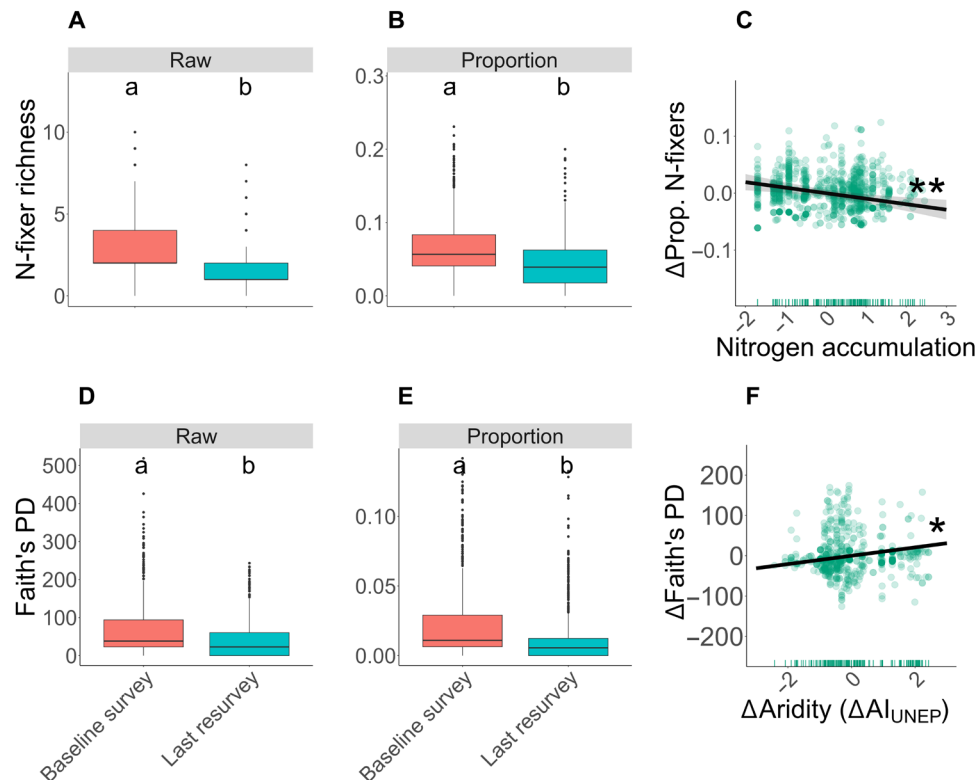 A
Raw
a
b
N-fixer richness
10
5
0
B
Proportion
a
b
0.3
0.2
0.1
0.0
C
**
ΔProp. N-fixers
0.1
0.0
−0.1
−2
−1
0
1
2
3
Nitrogen accumulation
D
Raw
a
b
Faith's PD
500
400
300
200
100
0
Baseline survey
Last resurvey
E
Proportion
a
b
0.10
0.05
0.00
Baseline survey
Last resurvey
F
*
ΔFaith's PD
200
100
0
−100
−200
−2
0
2
ΔAridity (ΔAI_UNEP)